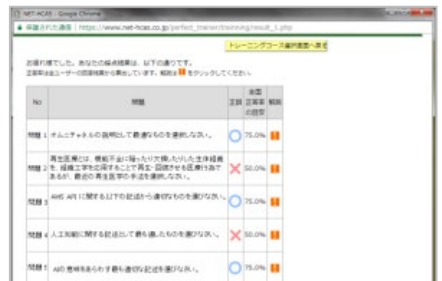 NET-HCAS - Google Chrome
保護された通信 | https://www.net-hcas.co.jp/perfect_trainer/trainning/result_1.php
トレーニングコース選択画面へ戻る
お疲れ様でした。あなたの採点結果は、以下の通りです。
正答率は全ユーザーの回答結果から算出しています。解説は をクリックしてください。
No 問題 正誤 全国正答率の目安 解説
問題 1 オムニチャネルの説明として最適なものを選択しなさい。 75.0%
再生医療とは、機能不全に陥ったり欠損したりした生体組織
問題 2 を、組織工学を応用することで再生・回復させる医療行為で 50.0%
あるが、最近の再生医学の手法を選択しなさい。
問題 3 AWS API に関する以下の記述から適切なものを選びなさい。 75.0%
問題 4 人工知能に関する記述として最も適したものを選びなさい。 50.0%
問題 5 AIの意味をあらわす最も適切な記述を選びなさい。 75.0%